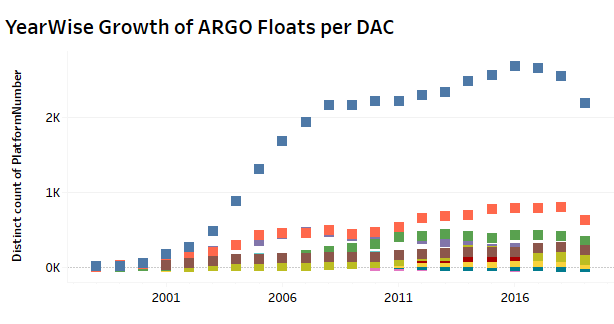 YearWise Growth of ARGO Floats per DAC
Distinct count of PlatformNumber
2K
1K
0K
2001 2006 2011 2016